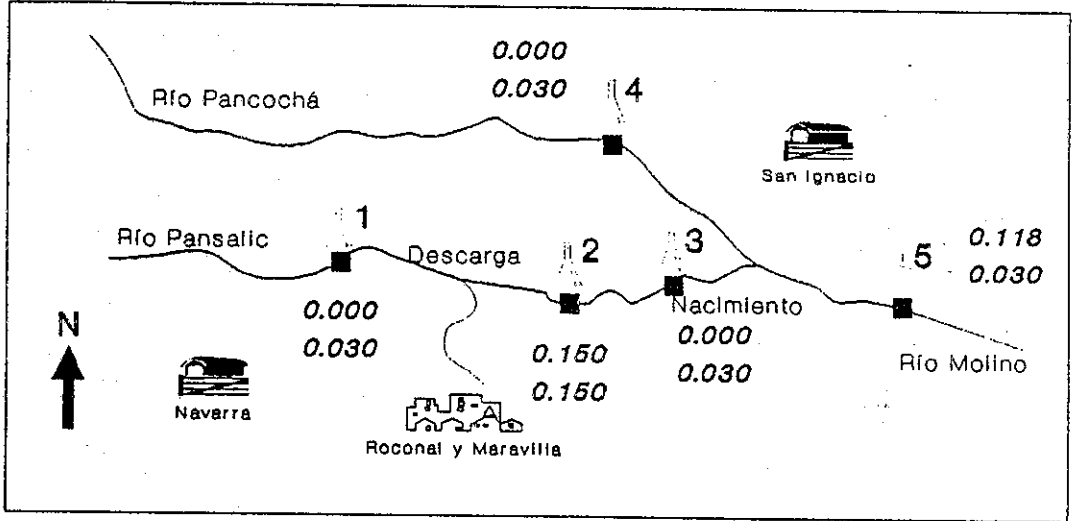 0.000
0.030
4
Río Pancochá
San Ignacio
1
Río Pansalic
Descarga
2
3
5
0.118
0.030
Nacimiento
0.000
0.030
0.000
0.030
N
0.150
0.150
Río Molino
Navarra
Roconal y Maravilla